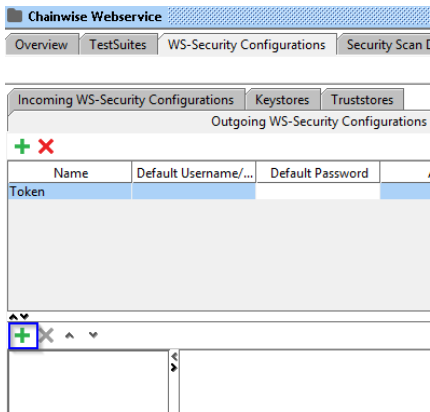 Chainwise Webservice
Overview TestSuites WS-Security Configurations Security Scan D
Incoming WS-Security Configurations Keystores Truststores
Outgoing WS-Security Configurations
Name Default Username/... Default Password
Token